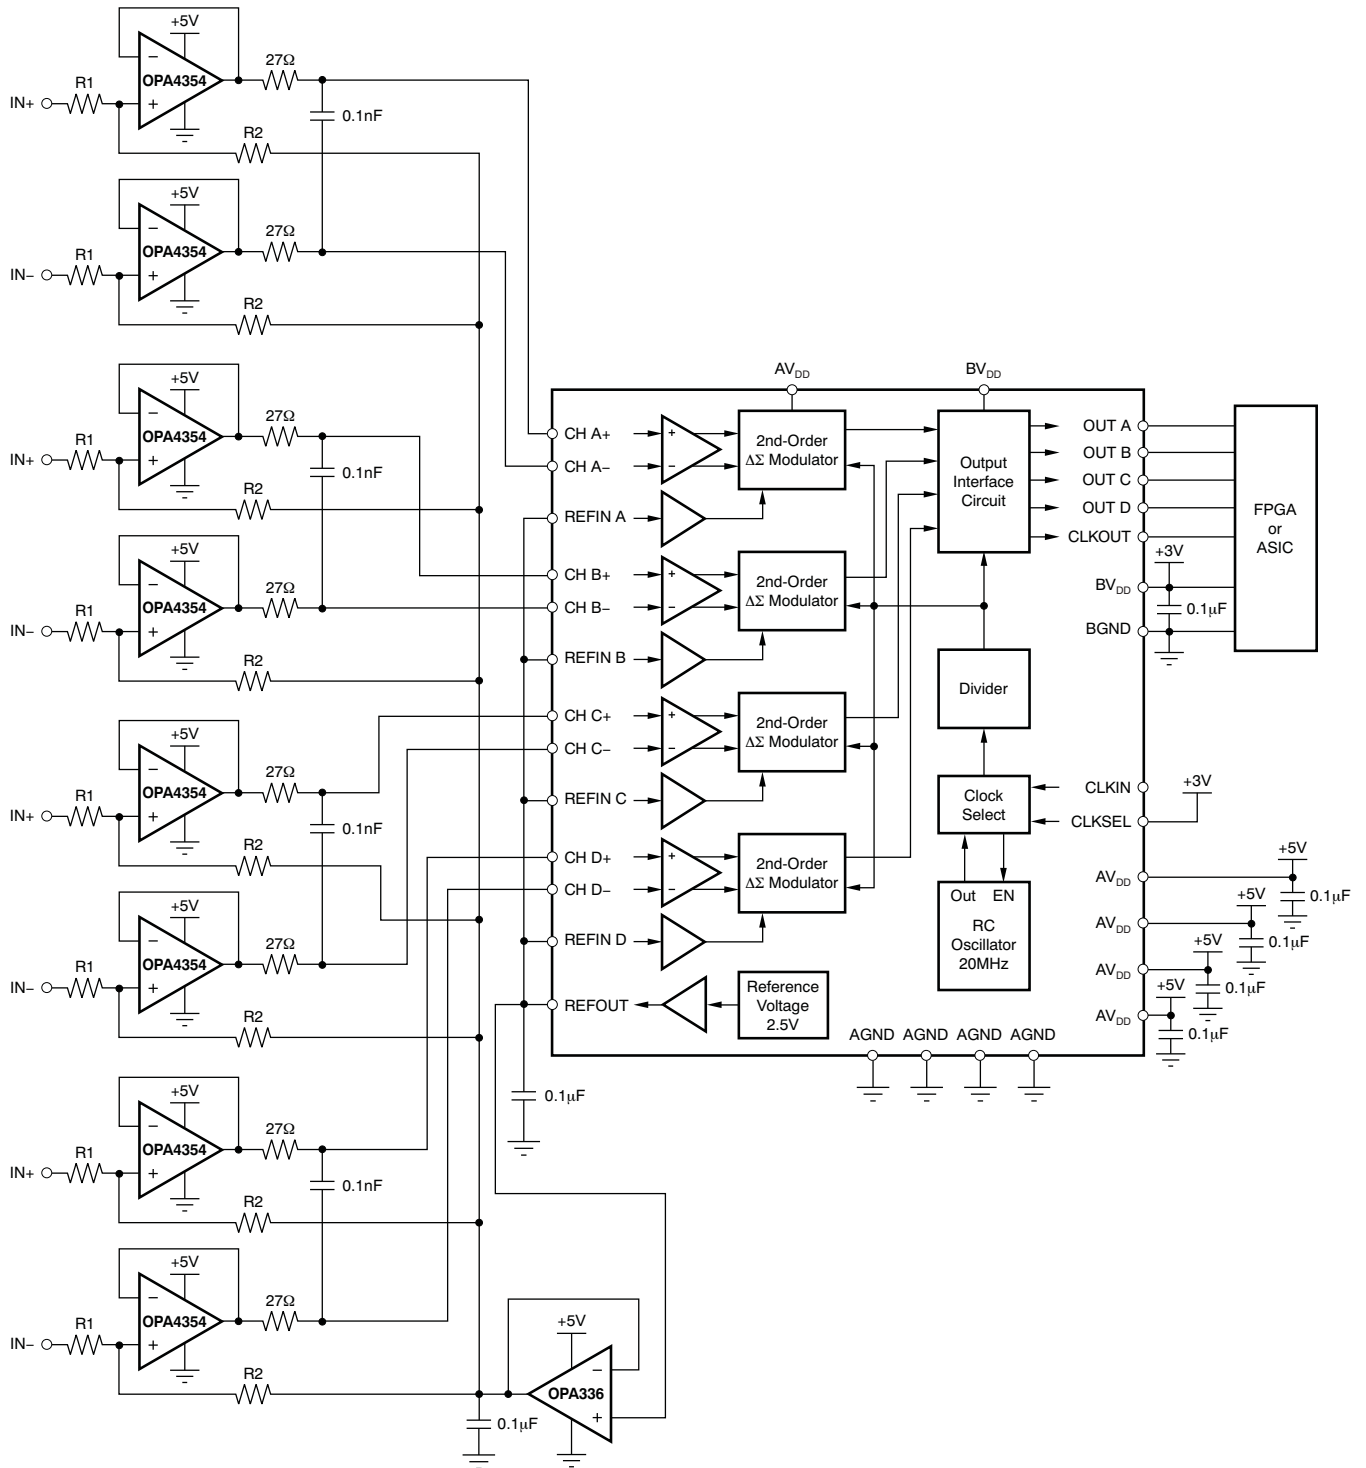 +5V
−
OPA4354
+
IN+
R1
27Ω
0.1nF
R2
+5V
−
OPA4354
+
IN−
R1
27Ω
R2
+5V
−
OPA4354
+
IN+
R1
27Ω
0.1nF
R2
+5V
−
OPA4354
+
IN−
R1
27Ω
R2
+5V
−
OPA4354
+
IN+
R1
27Ω
0.1nF
R2
+5V
−
OPA4354
+
IN−
R1
27Ω
R2
+5V
−
OPA4354
+
IN+
R1
27Ω
0.1nF
R2
+5V
−
OPA4354
+
IN−
R1
27Ω
R2
AVDD
BVDD
CH A+
CH A−
+
−
2nd-Order
ΔΣ Modulator
REFIN A
CH B+
CH B−
+
−
2nd-Order
ΔΣ Modulator
REFIN B
CH C+
CH C−
+
−
2nd-Order
ΔΣ Modulator
REFIN C
CH D+
CH D−
+
−
2nd-Order
ΔΣ Modulator
REFIN D
REFOUT
Reference
Voltage
2.5V
Output
Interface
Circuit
Divider
Clock
Select
Out EN
RC
Oscillator
20MHz
OUT A
OUT B
OUT C
OUT D
CLKOUT
BVDD
BGND
+3V
0.1μF
FPGA
or
ASIC
CLKIN
CLKSEL
+3V
AVDD
+5V
0.1μF
AVDD
+5V
0.1μF
AVDD
+5V
0.1μF
AVDD
+5V
0.1μF
AGND AGND AGND AGND
0.1μF
+5V
−
OPA336
+
0.1μF